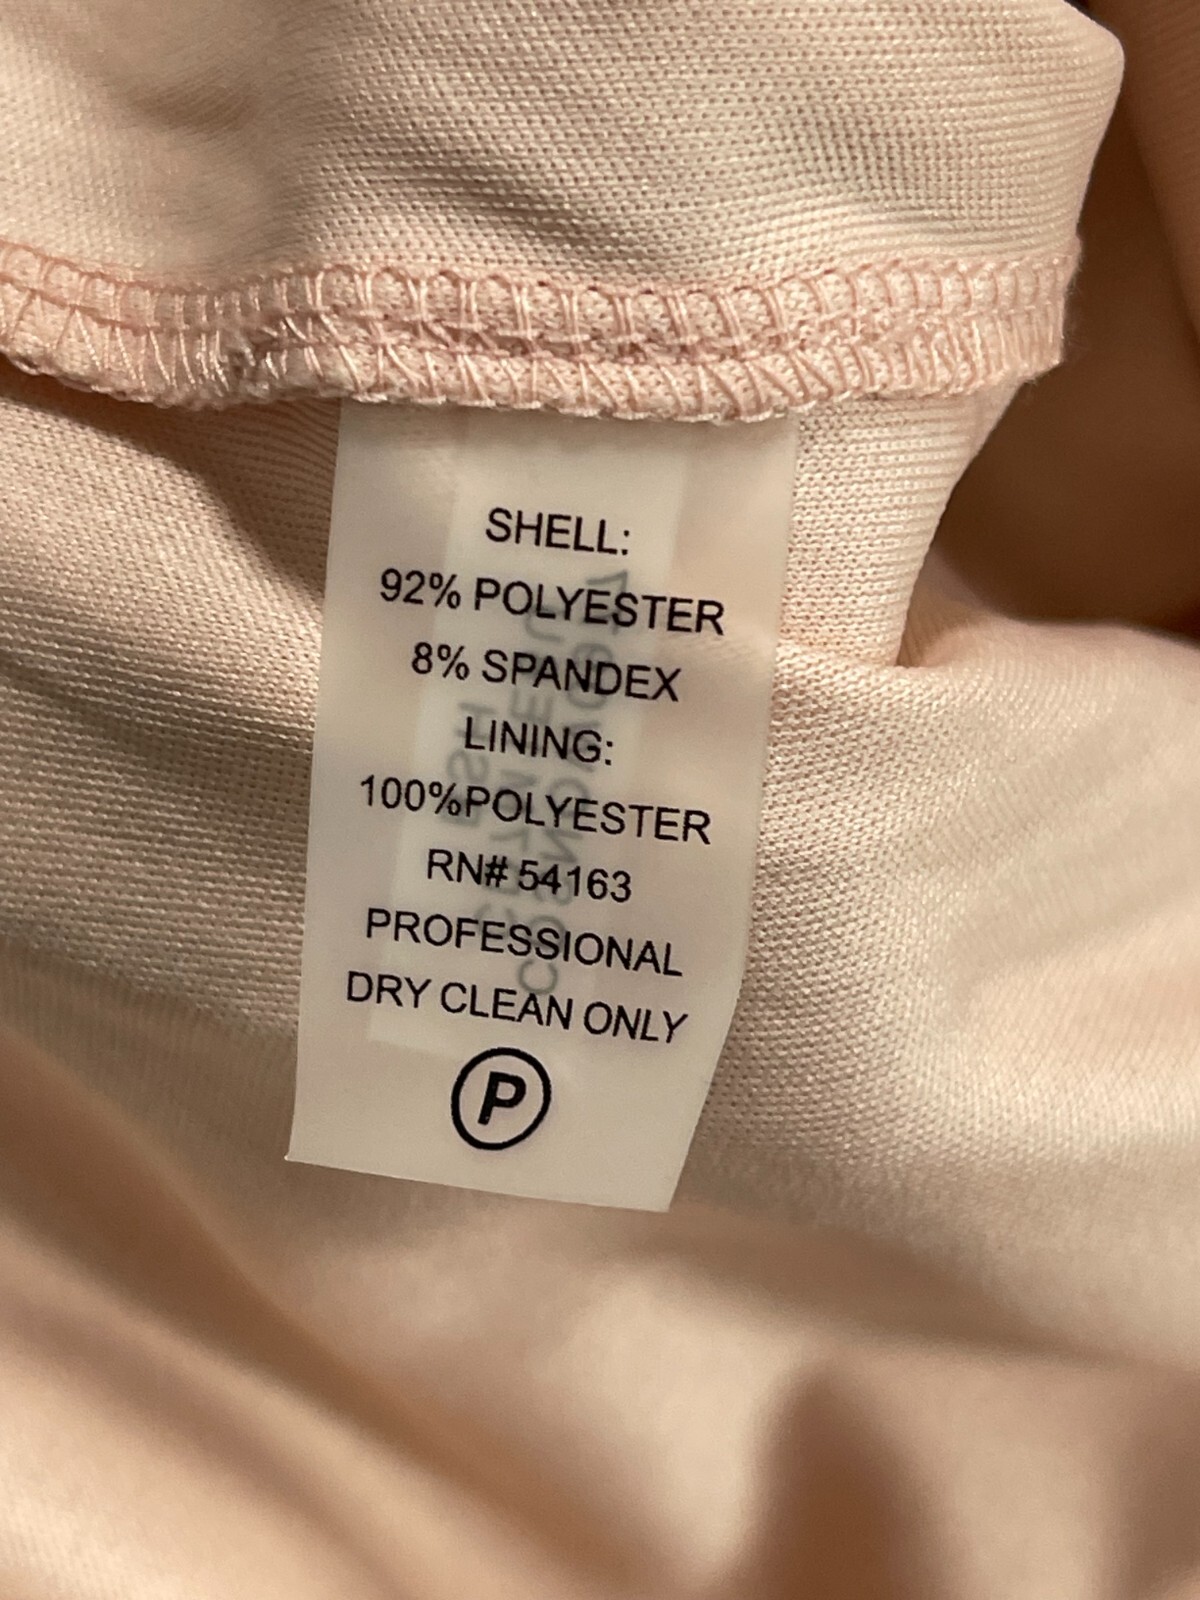 SHELL:
92% POLYESTER
8% SPANDEX
LINING:
100%POLYESTER
RN# 54163
PROFESSIONAL
DRY CLEAN ONLY
P